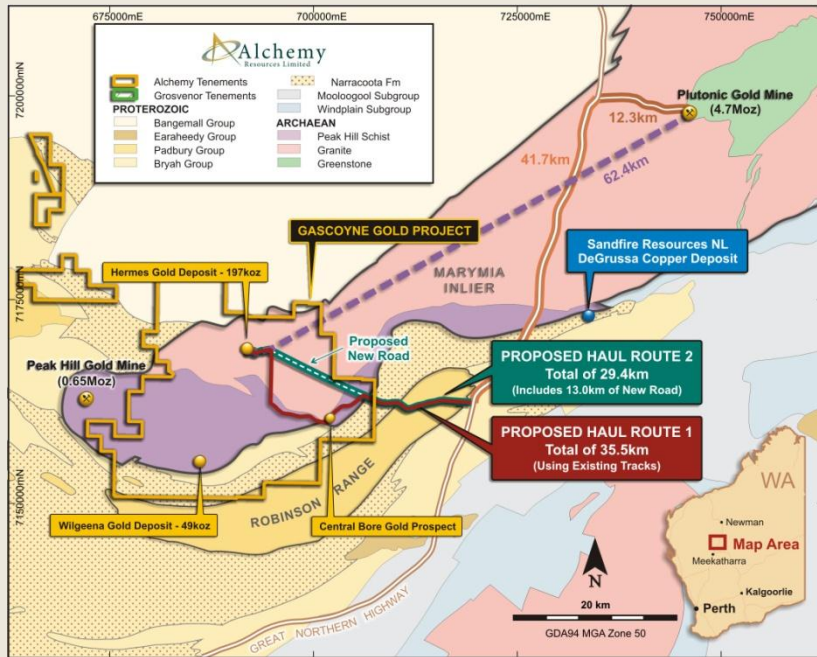 675000mE
700000mE
725000mE
750000mE
7200000mN
7175000mN
7150000mN
Alchemy
Resources Limited
Alchemy Tenements
Grosvenor Tenements
PROTEROZOIC
Bangemall Group
Earaheedy Group
Padbury Group
Bryah Group
Narracoota Fm
Mooloogool Subgroup
Windplain Subgroup
ARCHAEAN
Peak Hill Schist
Granite
Greenstone
Plutonic Gold Mine
(4.7Moz)
12.3km
41.7km
62.4km
GASCOYNE GOLD PROJECT
Hermes Gold Deposit - 197koz
MARYMIA
INLIER
Sandfire Resources NL
DeGrussa Copper Deposit
Proposed
New Road
Peak Hill Gold Mine
(0.65Moz)
PROPOSED HAUL ROUTE 2
Total of 29.4km
(Includes 13.0km of New Road)
PROPOSED HAUL ROUTE 1
Total of 35.5km
(Using Existing Tracks)
ROBINSON RANGE
Wilgeena Gold Deposit - 49koz
Central Bore Gold Prospect
GREAT NORTHERN HIGHWAY
N
20 km
GDA94 MGA Zone 50
WA
Newman
Map Area
Meekatharra
Kalgoorlie
Perth